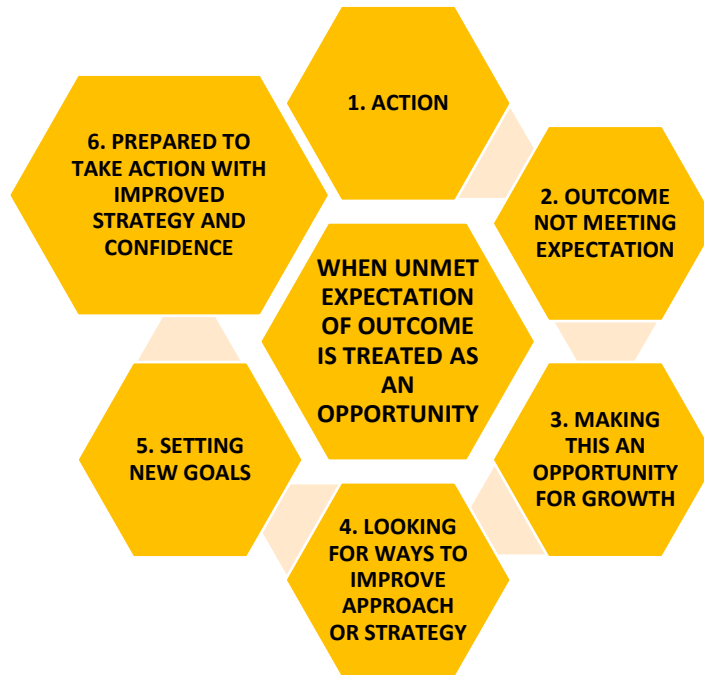 1. ACTION
2. OUTCOME
NOT MEETING
EXPECTATION
3. MAKING
THIS AN
OPPORTUNITY
FOR GROWTH
4. LOOKING
FOR WAYS TO
IMPROVE
APPROACH
OR STRATEGY
5. SETTING
NEW GOALS
6. PREPARED TO
TAKE ACTION WITH
IMPROVED
STRATEGY AND
CONFIDENCE
WHEN UNMET
EXPECTATION
OF OUTCOME
IS TREATED AS
AN
OPPORTUNITY